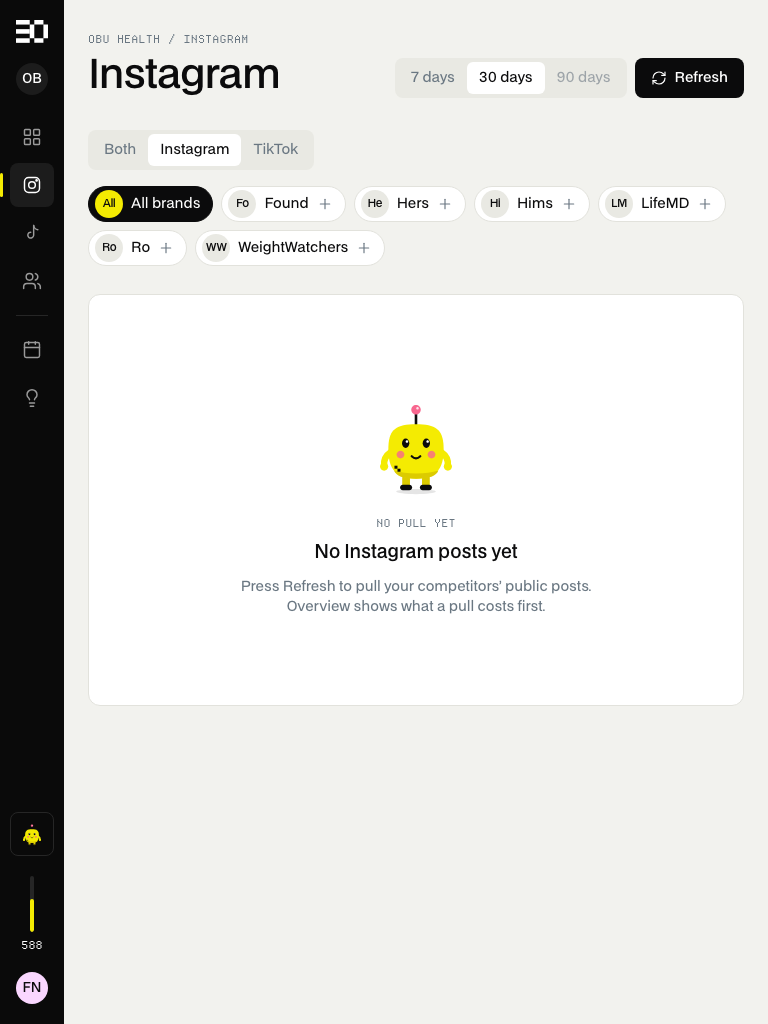 OB
OBU HEALTH / INSTAGRAM
Instagram
7 days 30 days 90 days Refresh
Both Instagram TikTok
All All brands Fo Found He Hers Hi Hims LM LifeMD
Ro Ro WW WeightWatchers
NO PULL YET
No Instagram posts yet
Press Refresh to pull your competitors' public posts.
Overview shows what a pull costs first.
588
FN